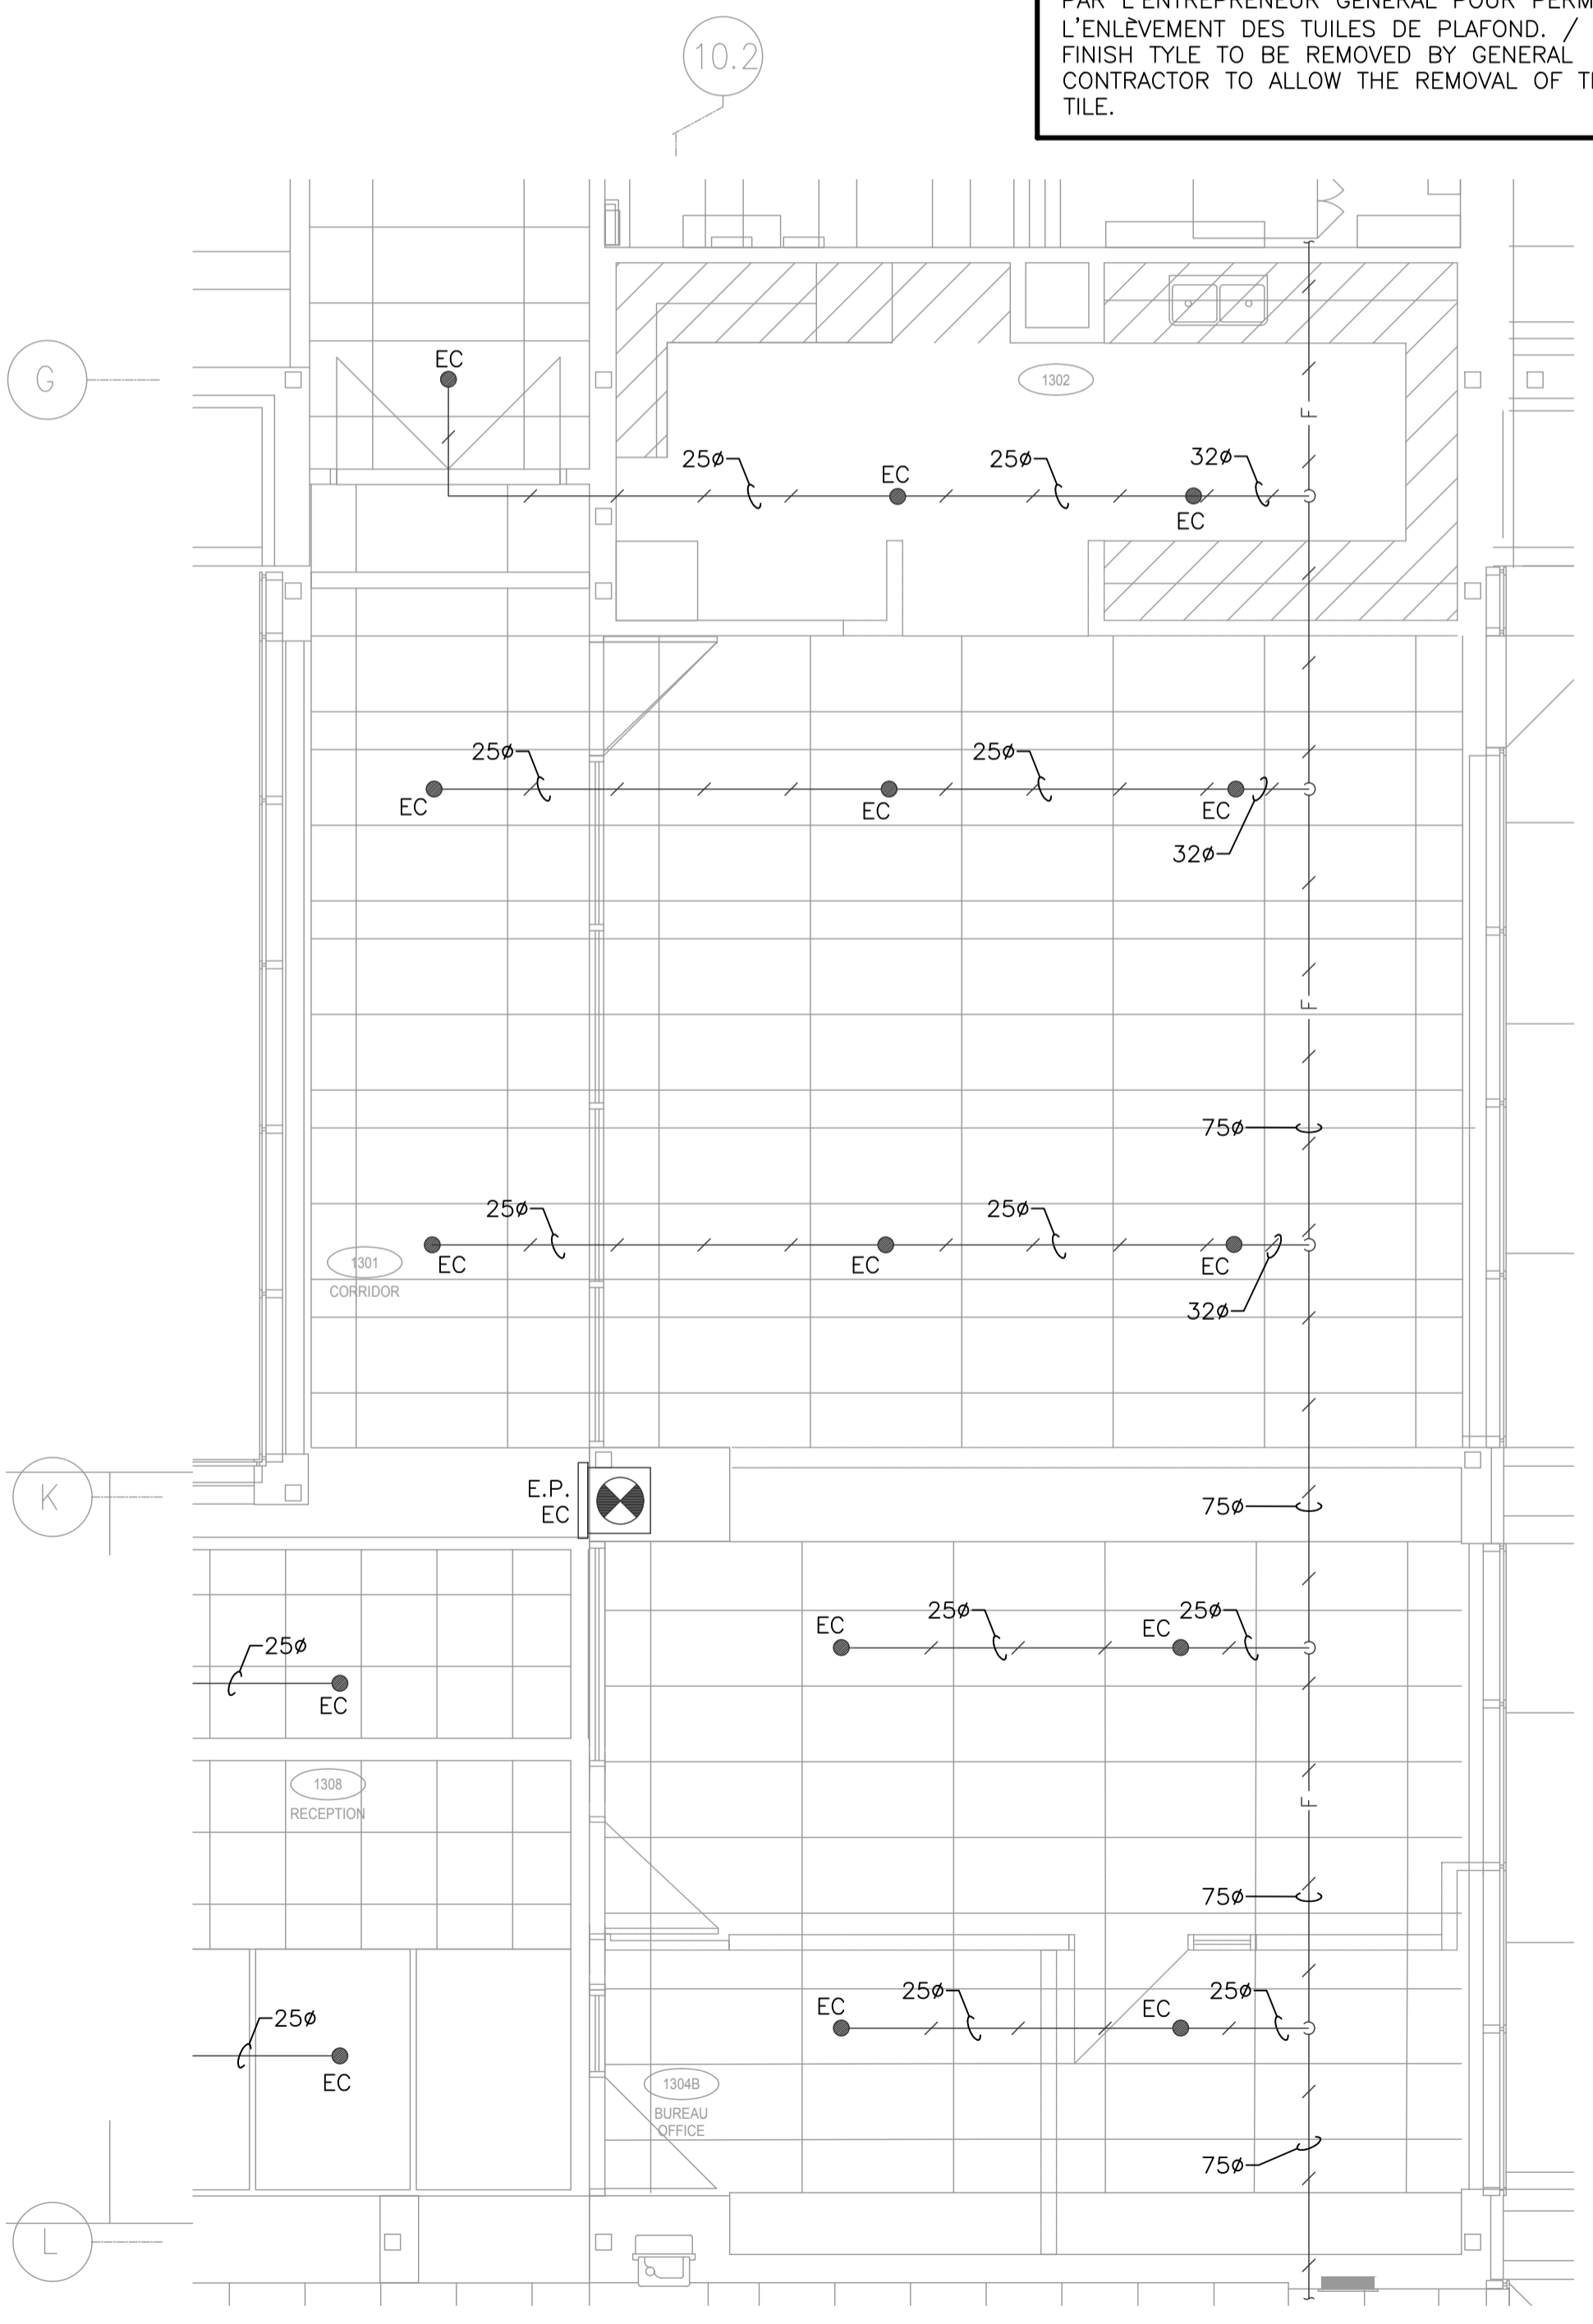 PAR L'ENTREPRENEUR GÉNÉRAL POUR PERM
L'ENLÈVEMENT DES TUILES DE PLAFOND. /
FINISH TYLE TO BE REMOVED BY GENERAL
CONTRACTOR TO ALLOW THE REMOVAL OF
TILE.
10.2
G
EC
1302
F
25ø
25ø
32ø
EC
EC
25ø
25ø
EC
EC
EC
32ø
F
75ø
25ø
25ø
1301
CORRIDOR
EC
EC
EC
32ø
K
E.P.
EC
75ø
25ø
25ø
EC
EC
25ø
EC
1308
RECEPTION
F
75ø
25ø
25ø
EC
EC
25ø
EC
1304B
BUREAU
OFFICE
75ø
L